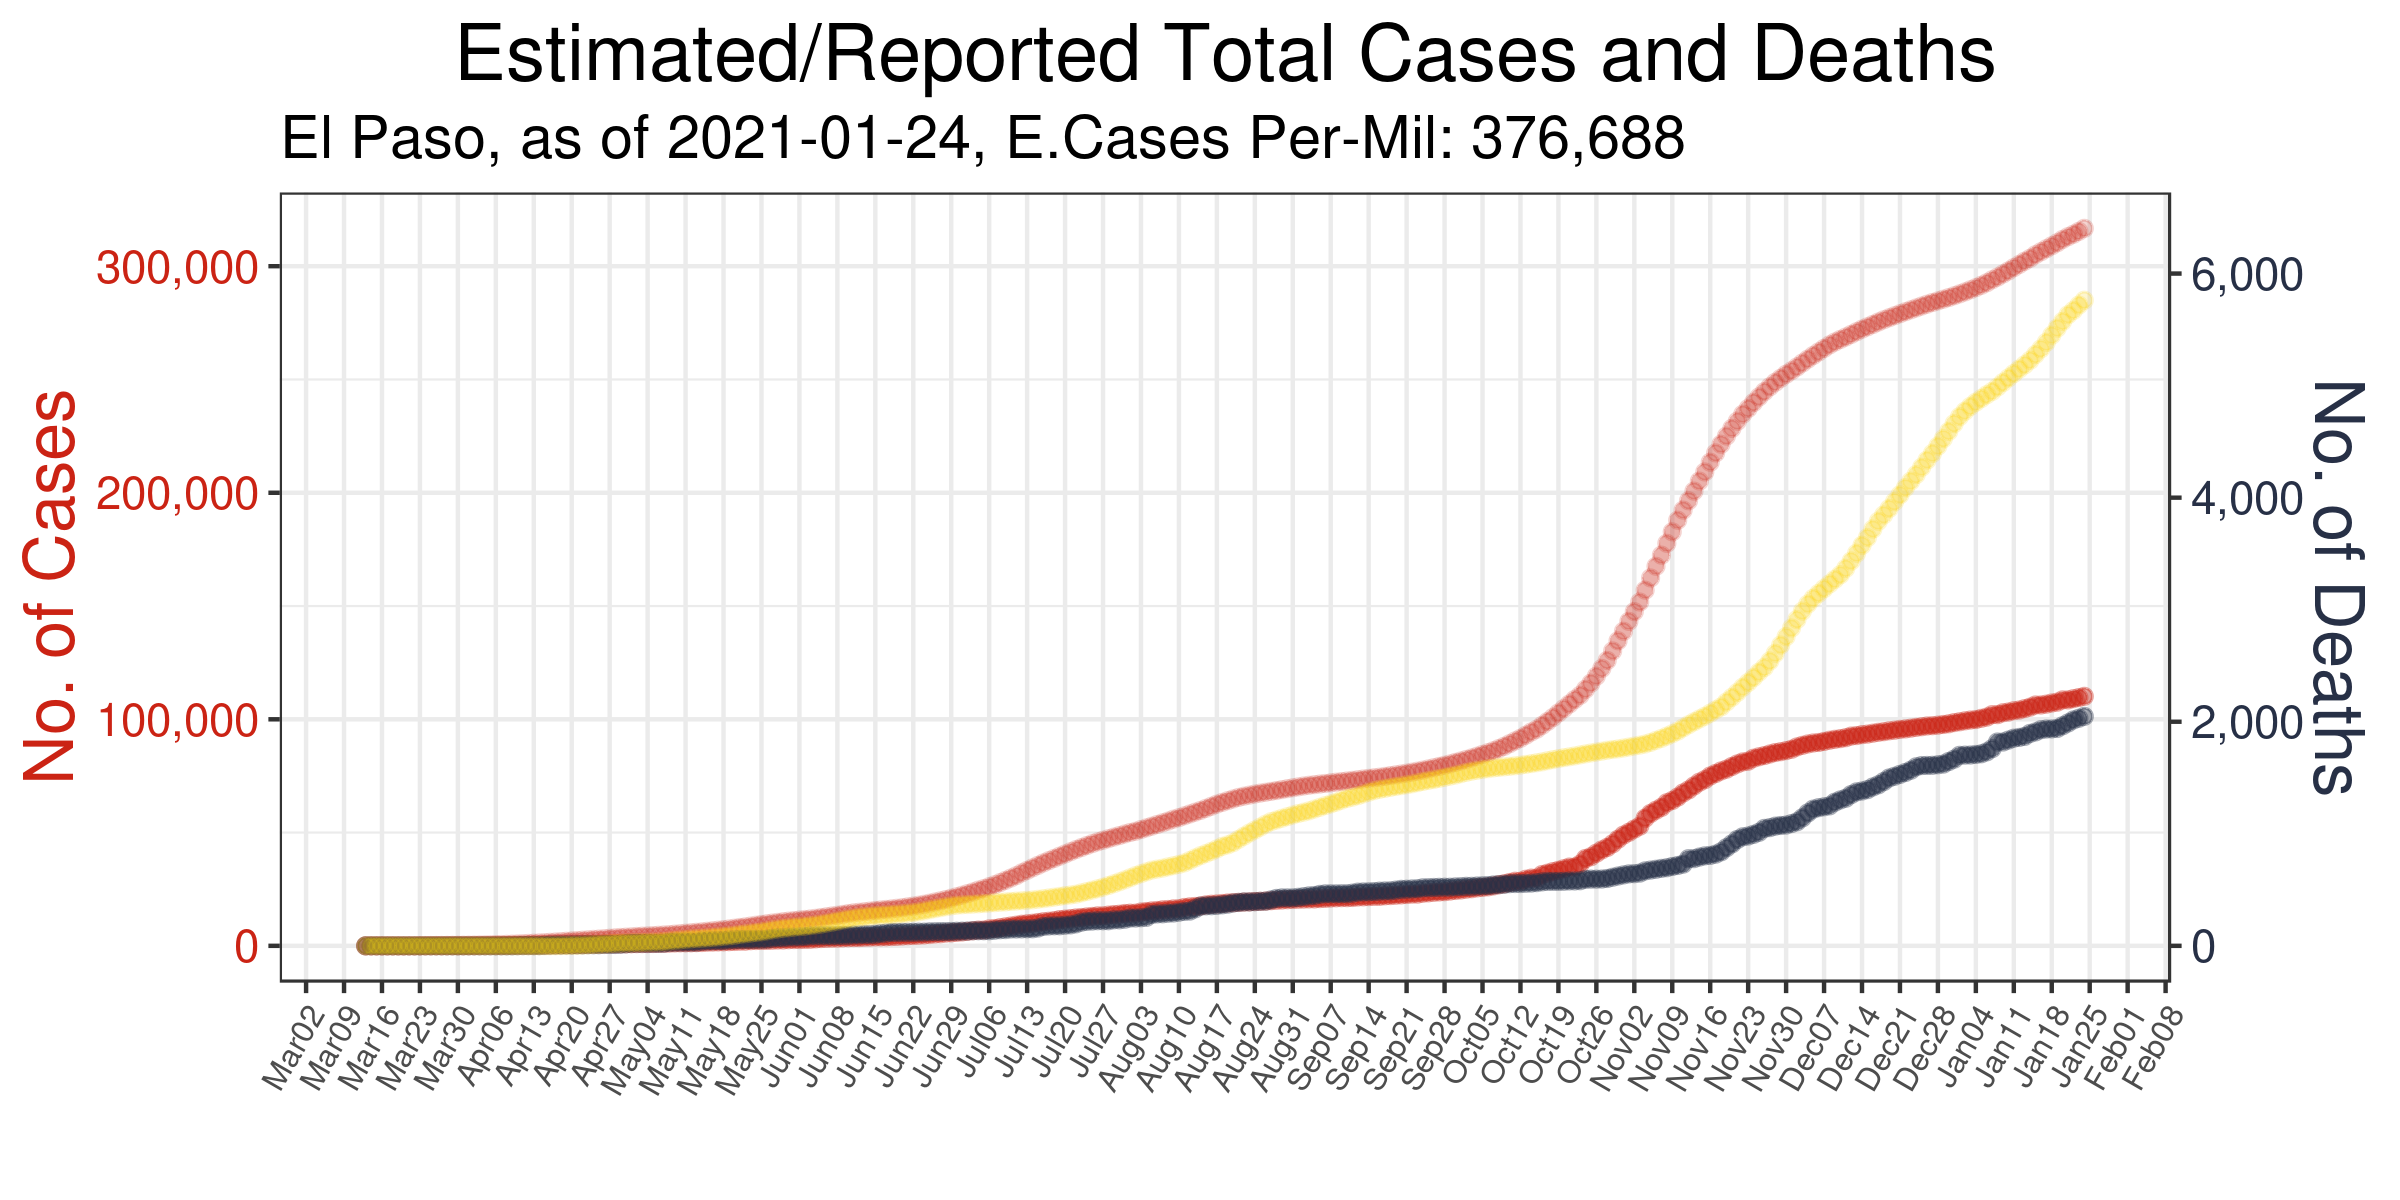 Estimated/Reported Total Cases and Deaths
El Paso, as of 2021-01-24, E.Cases Per-Mil: 376,688
No. of Cases
300,000
200,000
100,000
0
6,000
4,000
2,000
0
No. of Deaths
Mar02
Mar09
Mar16
Mar23
Mar30
Apr06
Apr13
Apr20
Apr27
May04
May11
May18
May25
Jun01
Jun08
Jun15
Jun22
Jun29
Jul06
Jul13
Jul20
Jul27
Aug03
Aug10
Aug17
Aug24
Aug31
Sep07
Sep14
Sep21
Sep28
Oct05
Oct12
Oct19
Oct26
Nov02
Nov09
Nov16
Nov23
Nov30
Dec07
Dec14
Dec21
Dec28
Jan04
Jan11
Jan18
Jan25
Feb01
Feb08